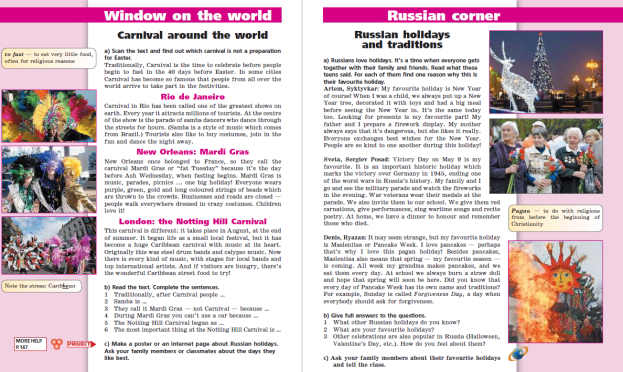 Window on the world
Carnival around the world
to fast — to eat very little food,
often for religious reasons
a) Scan the text and find out which carnival is not a preparation
for Easter.
Traditionally, Carnival is the time to celebrate before people
begin to fast in the 40 days before Easter. In some cities
Carnival has become so famous that people from all over the
world arrive to take part in the festivities.
Rio de Janeiro
Carnival in Rio has been called one of the greatest shows on
earth. Every year it attracts millions of tourists. At the centre
of the show is the parade of samba dancers who dance through
the streets for hours. (Samba is a style of music which comes
from Brazil.) Tourists also like to buy costumes, join in the
fun and dance the night away.
New Orleans: Mardi Gras
New Orleans once belonged to France, so they call the
carnival Mardi Gras or "Fat Tuesday" because it's the day
before Ash Wednesday, when fasting begins. Mardi Gras is
music, parades, picnics ... one big holiday! Everyone wears
purple, green, gold and long coloured strings of beads which
are thrown to the crowds. Businesses and roads are closed —
people walk everywhere dressed in crazy costumes. Children
love it!
London: the Notting Hill Carnival
This carnival is different: it takes place in August, at the end
of summer. It began life as a small local festival, but it has
become a huge Caribbean carnival with music at its heart.
Originally this was steel drum bands and calypso music. Now
there is every kind of music, with stages for local bands and
top international artists. And if visitors are hungry, there's
the wonderful Caribbean street food to try!
Note the stress: Caribbean
b) Read the text. Complete the sentences.
1 Traditionally, after Carnival people ...
2 Samba is ...
3 They call it Mardi Gras — not Carnival — because ...
4 During Mardi Gras you can't use a car because ...
5 The Notting Hill Carnival began as ...
6 The most important thing at the Notting Hill Carnival is ...
MORE HELP
P. 167
PROJECT
c) Make a poster or an internet page about Russian holidays.
Ask your family members or classmates about the days they
like best.
Russian corner
Russian holidays
and traditions
a) Russians love holidays. It's a time when everyone gets
together with their family and friends. Read what these
teens said. For each of them find one reason why this is
their favourite holiday.
Artem, Syktyvkar: My favourite holiday is New Year
of course! When I was a child, we always put up a New
Year tree, decorated it with toys and had a big meal
before seeing the New Year in. It's the same today
too. Looking for presents is my favourite part! My
father and I prepare a firework display. My mother
always says that it's dangerous, but she likes it really.
Everyone exchanges best wishes for the New Year.
People are so kind to one another during this holiday!
Sveta, Sergiev Posad: Victory Day on May 9 is my
favourite. It is an important historic holiday which
marks the victory over Germany in 1945, ending one
of the worst wars in Russia's history. My family and I
go and see the military parade and watch the fireworks
in the evening. War veterans wear their medals at the
parade. We also invite them to our school. We give them red
carnations, give performances, sing wartime songs and recite
poetry. At home, we have a dinner to honour and remember
those who died.
Pagan — to do with religions
from before the beginning of
Christianity
Denis, Ryazan: It may seem strange, but my favourite holiday
is Maslenitsa or Pancake Week. I love pancakes — perhaps
that's why I love this pagan holiday! Besides pancakes,
Maslenitsa also means that spring — my favourite season —
is coming. All week my grandma makes pancakes, and we
eat them every day. At school we always burn a straw doll
and hope that spring will be here soon. Did you know that every
day of Pancake Week has its own name and traditions?
For example, Sunday is called Forgiveness Day, a day when
everybody should ask for forgiveness.
b) Give full answers to the questions.
1 What other Russian holidays do you know?
2 What are your favourite holidays?
3 Other celebrations are also popular in Russia (Halloween,
Valentine's Day, etc.). How do you feel about them?
c) Ask your family members about their favourite holidays
and tell the class.